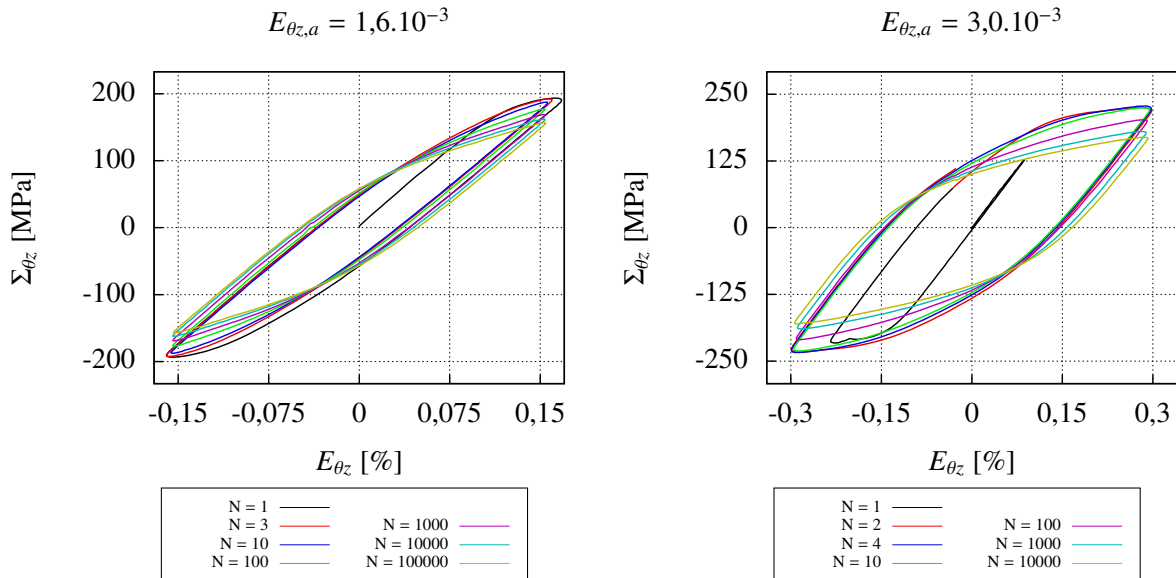 E_{θz,a} = 1,6.10⁻³
200
100
0
-100
-200
Σ_{θz} [MPa]
-0,15 -0,075 0 0,075 0,15
E_{θz} [%]
N = 1
N = 3
N = 10
N = 100
N = 1000
N = 10000
N = 100000
E_{θz,a} = 3,0.10⁻³
250
125
0
-125
-250
Σ_{θz} [MPa]
-0,3 -0,15 0 0,15 0,3
E_{θz} [%]
N = 1
N = 2
N = 4
N = 10
N = 100
N = 1000
N = 10000